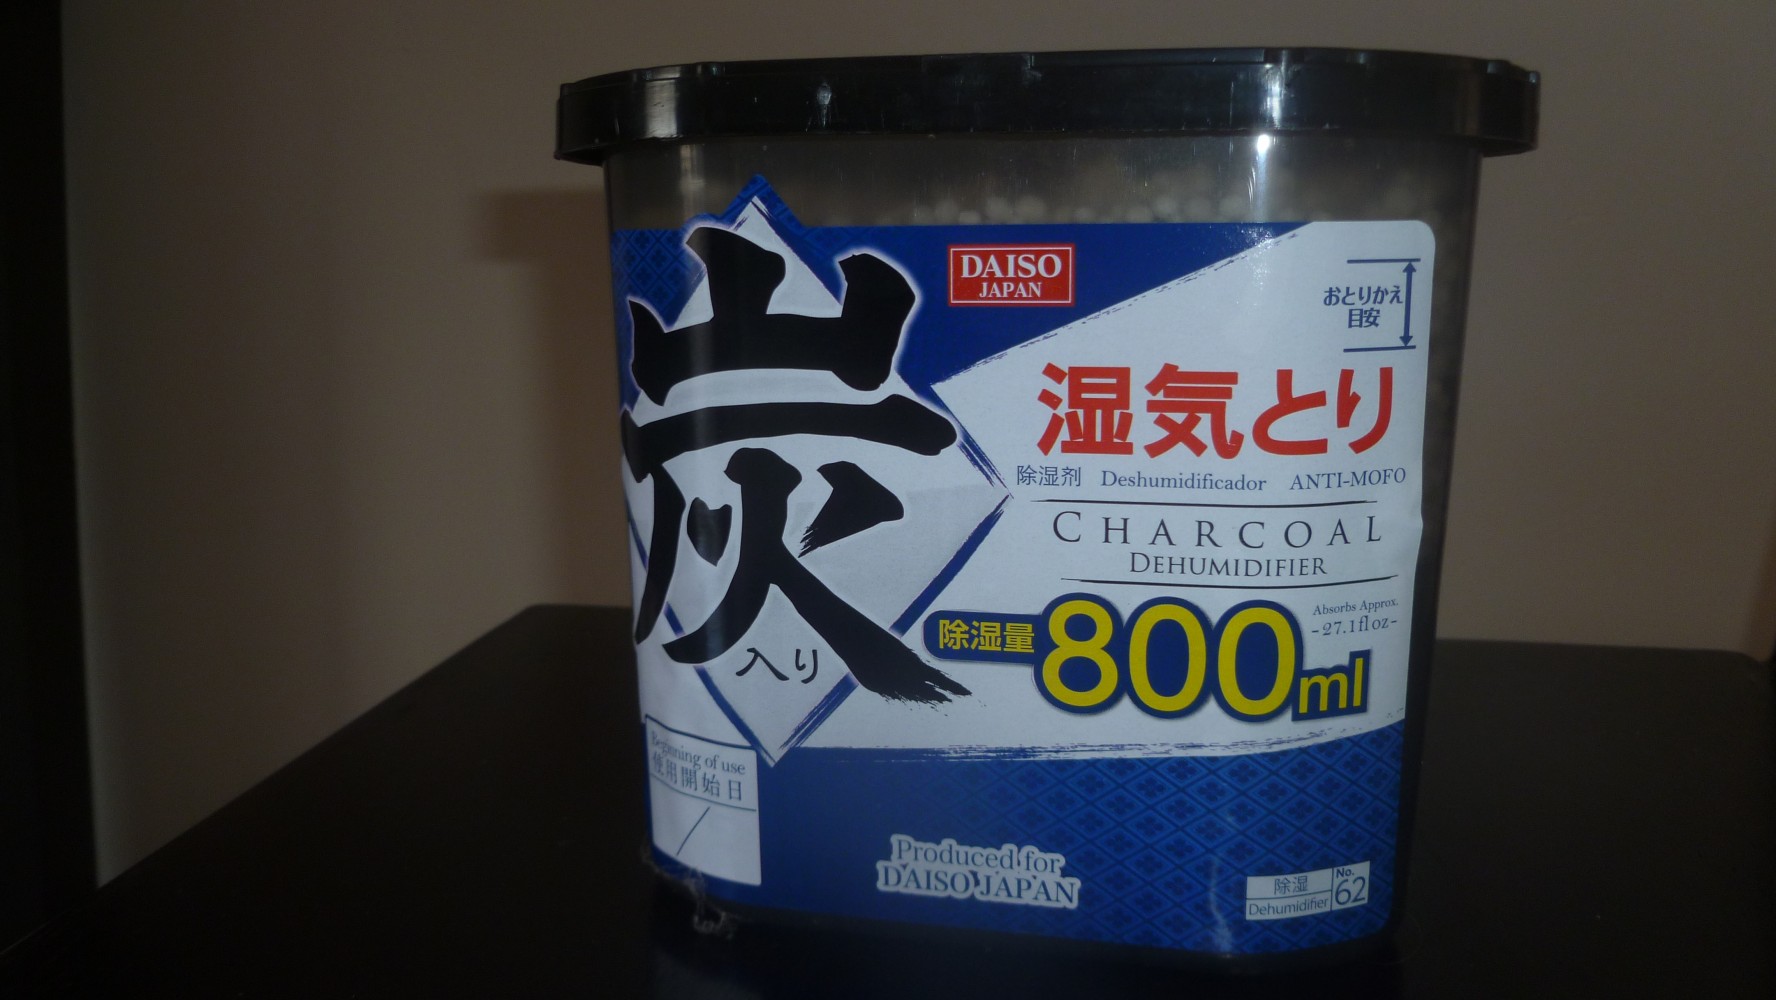 炭
入り
DAISO
JAPAN
おとりかえ
目安
湿気とり
除湿剤 Deshumidificador ANTI-MOFO
CHARCOAL
DEHUMIDIFIER
除湿量 800ml
Absorbs Approx.
-27.1fl oz-
Beginning of use
使用開始日
/
Produced for
DAISO JAPAN
除湿
Dehumidifier
No.
62